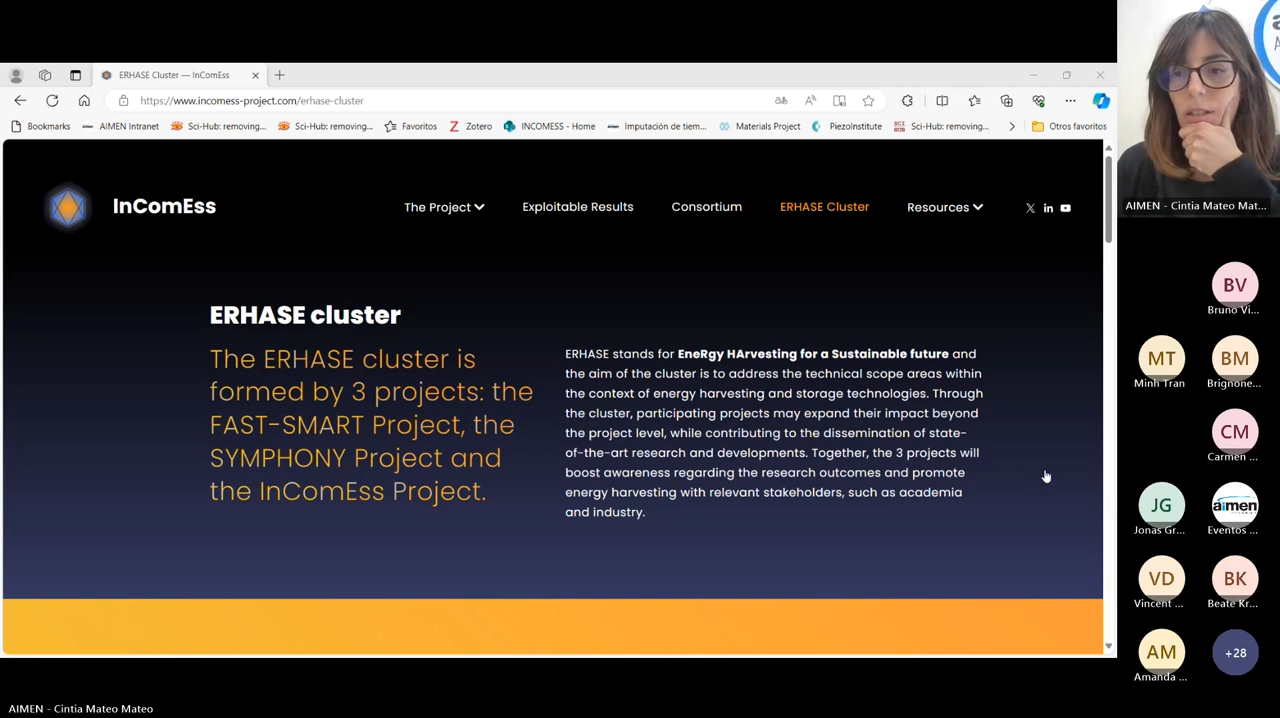 ERHASE Cluster — InComEss
https://www.incomess-project.com/erhase-cluster
Bookmarks
AIMEN Intranet
Sci-Hub: removing...
Sci-Hub: removing...
Favoritos
Zotero
INCOMESS - Home
Imputación de tiem...
Materials Project
PiezoInstitute
Sci-Hub: removing...
Otros favoritos
InComEss
The Project
Exploitable Results
Consortium
ERHASE Cluster
Resources
ERHASE cluster
The ERHASE cluster is
formed by 3 projects: the
FAST-SMART Project, the
SYMPHONY Project and
the InComEss Project.
ERHASE stands for EneRgy HArvesting for a Sustainable future and
the aim of the cluster is to address the technical scope areas within
the context of energy harvesting and storage technologies. Through
the cluster, participating projects may expand their impact beyond
the project level, while contributing to the dissemination of state-
of-the-art research and developments. Together, the 3 projects will
boost awareness regarding the research outcomes and promote
energy harvesting with relevant stakeholders, such as academia
and industry.
AIMEN - Cintia Mateo Mat...
BV
Bruno Vi...
MT
Minh Tran
BM
Brignone...
CM
Carmen ...
JG
Jonas Gr...
aimen
Eventos ...
VD
Vincent ...
BK
Beate Kr...
AM
Amanda ...
+28
AIMEN - Cintia Mateo Mateo